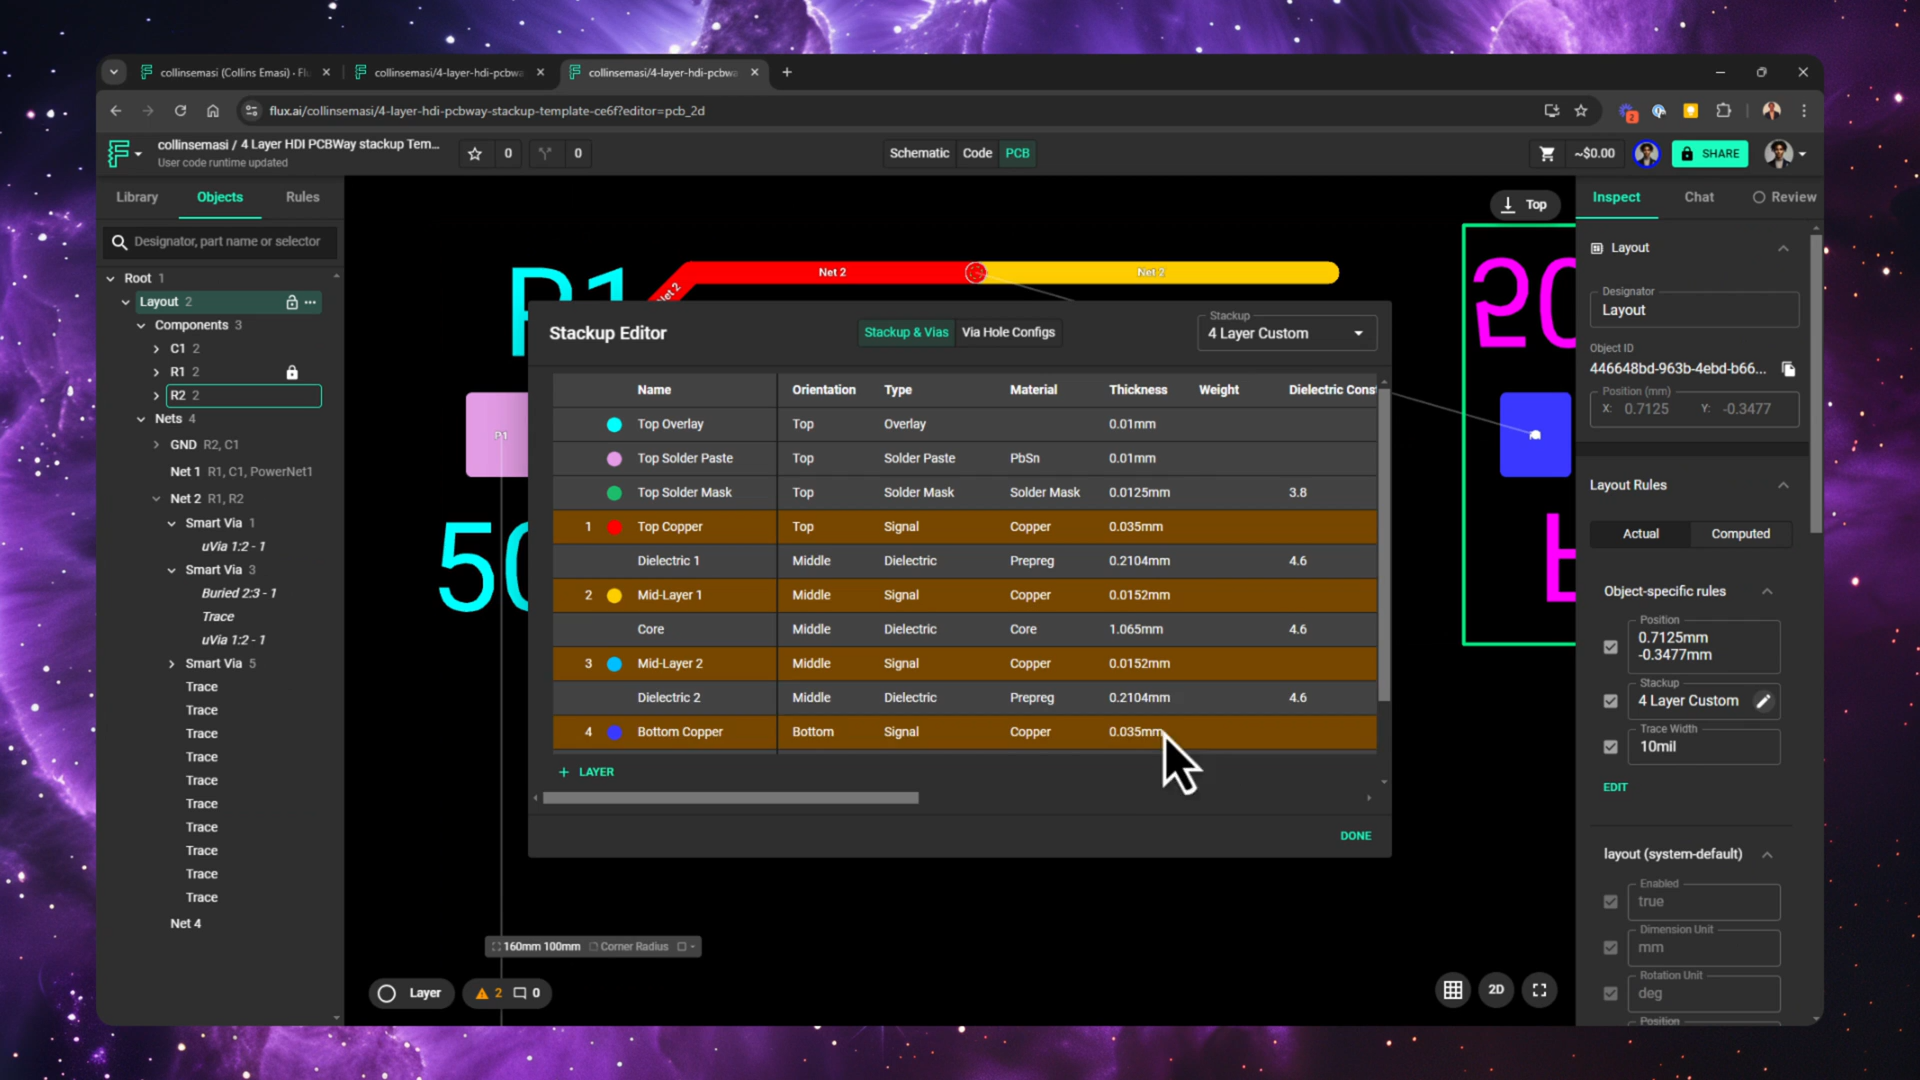 collinsemasi (Collins Emasi) · Fl
collinsemasi/4-layer-hdi-pcbwa
collinsemasi/4-layer-hdi-pcbwa
flux.ai/collinsemasi/4-layer-hdi-pcbway-stackup-template-ce6f?editor=pcb_2d
2
collinsemasi / 4 Layer HDI PCBWay stackup Tem...
User code runtime updated
0
0
Schematic
Code
PCB
~$0.00
SHARE
Library
Objects
Rules
Designator, part name or selector
Root 1
Layout 2
Components 3
C1 2
R1 2
R2 2
Nets 4
GND R2, C1
Net 1 R1, C1, PowerNet1
Net 2 R1, R2
Smart Via 1
uVia 1:2 - 1
Smart Via 3
Buried 2:3 - 1
Trace
uVia 1:2 - 1
Smart Via 5
Trace
Trace
Trace
Trace
Trace
Trace
Trace
Trace
Trace
Trace
Net 4
Top
Net 2
Net 2
Net 2
R1
P1
50
50
R
Stackup Editor
Stackup & Vias
Via Hole Configs
Stackup
4 Layer Custom
Name Orientation Type Material Thickness Weight Dielectric Cons
Top Overlay Top Overlay 0.01mm
Top Solder Paste Top Solder Paste PbSn 0.01mm
Top Solder Mask Top Solder Mask Solder Mask 0.0125mm 3.8
1 Top Copper Top Signal Copper 0.035mm
Dielectric 1 Middle Dielectric Prepreg 0.2104mm 4.6
2 Mid-Layer 1 Middle Signal Copper 0.0152mm
Core Middle Dielectric Core 1.065mm 4.6
3 Mid-Layer 2 Middle Signal Copper 0.0152mm
Dielectric 2 Middle Dielectric Prepreg 0.2104mm 4.6
4 Bottom Copper Bottom Signal Copper 0.035mm
+ LAYER
DONE
160mm 100mm Corner Radius
Layer
2
0
2D
Inspect
Chat
Review
Layout
Designator
Layout
Object ID
446648bd-963b-4ebd-b66...
Position (mm)
X: 0.7125 Y: -0.3477
Layout Rules
Actual
Computed
Object-specific rules
Position
0.7125mm
-0.3477mm
Stackup
4 Layer Custom
Trace Width
10mil
EDIT
layout (system-default)
Enabled
true
Dimension Unit
mm
Rotation Unit
deg
Position